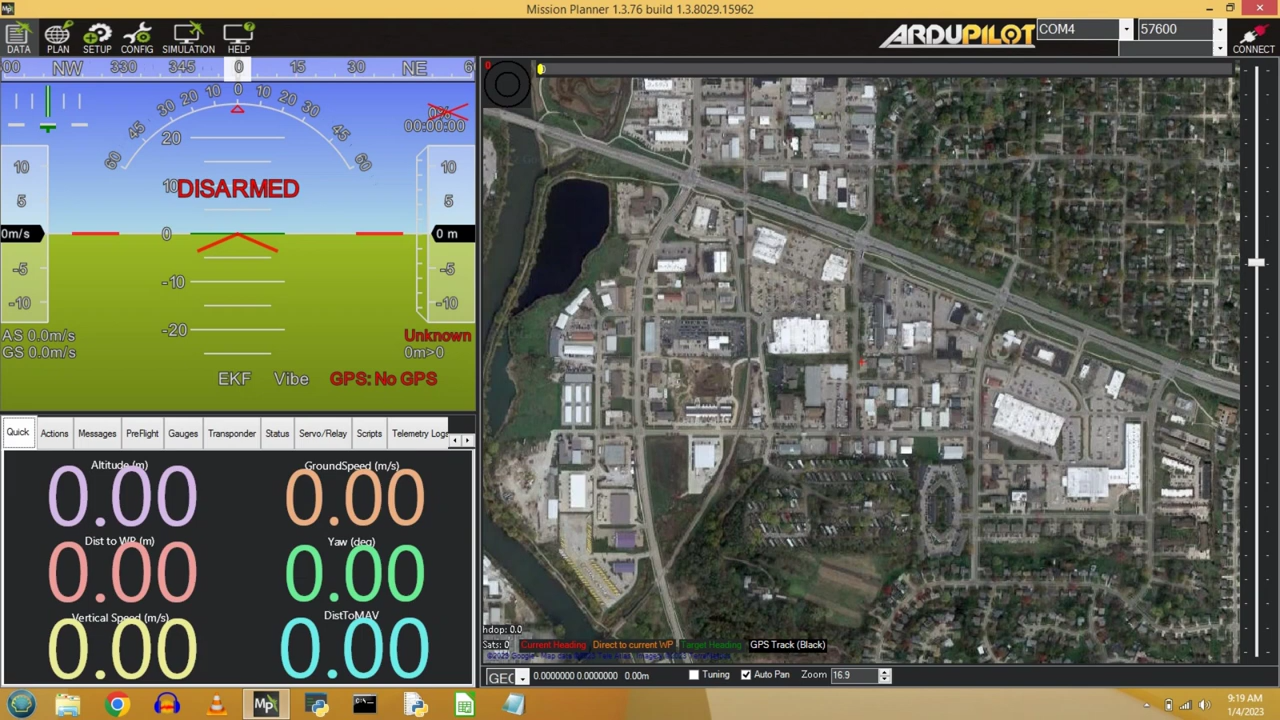 Mission Planner 1.3.76 build 1.3.8029.15962
DATA PLAN SETUP CONFIG SIMULATION HELP
ARDUPILOT
COM4 57600
CONNECT
00 NW 330 345 0 15 30 NE 6
60 45 30 20 10 0 10 20 30 45 60
0%
00:00:00
20
10
DISARMED
0
-10
-20
10
5
0m/s
-5
-10
10
5
0 m
-5
-10
AS 0.0m/s
GS 0.0m/s
Unknown
0m>0
EKF Vibe GPS: No GPS
Quick Actions Messages PreFlight Gauges Transponder Status Servo/Relay Scripts Telemetry Logs
Altitude (m)
0.00
GroundSpeed (m/s)
0.00
Dist to WP (m)
0.00
Yaw (deg)
0.00
Vertical Speed (m/s)
0.00
DistToMAV
0.00
0
hdop: 0.0
Sats: 0 Current Heading Direct to current WP Target Heading GPS Track (Black)
GEO 0.0000000 0.0000000 0.00m Tuning Auto Pan Zoom 16.9
Mp
9:19 AM
1/4/2023